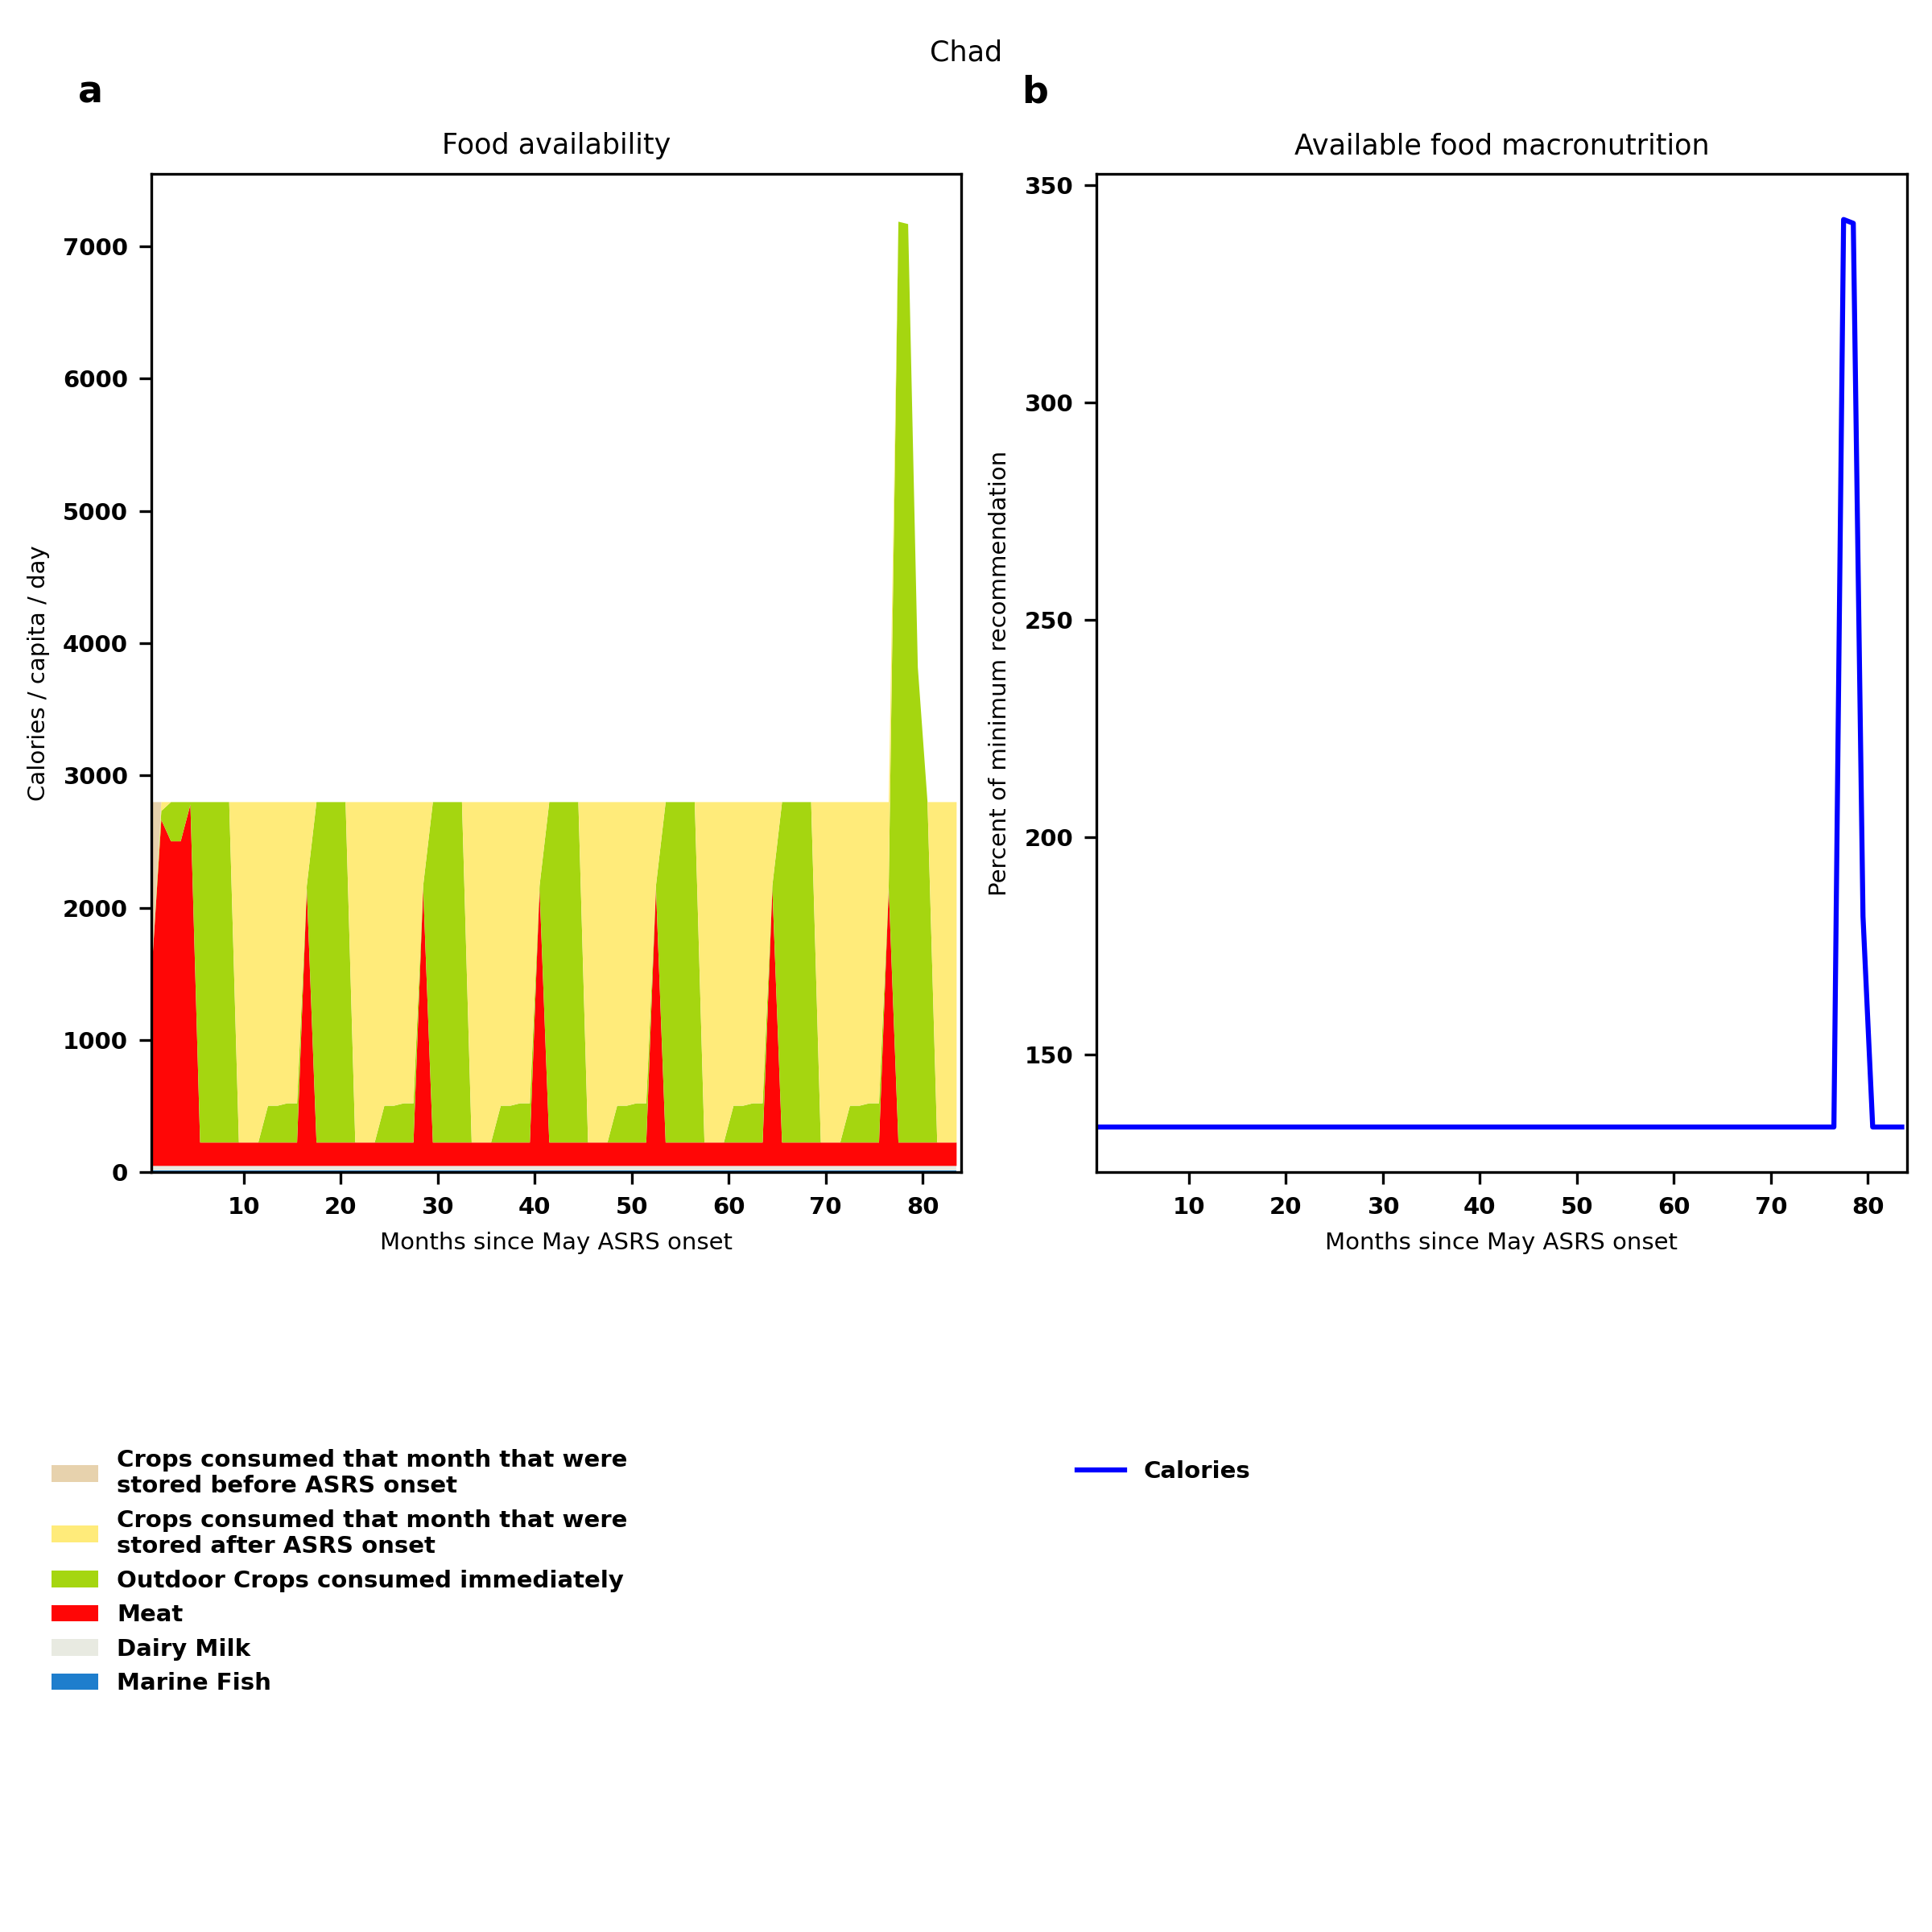 Chad
a
Food availability
7000
6000
5000
4000
3000
2000
1000
0
Calories / capita / day
10 20 30 40 50 60 70 80
Months since May ASRS onset
b
Available food macronutrition
350
300
250
200
150
Percent of minimum recommendation
10 20 30 40 50 60 70 80
Months since May ASRS onset
Crops consumed that month that were
stored before ASRS onset
Crops consumed that month that were
stored after ASRS onset
Outdoor Crops consumed immediately
Meat
Dairy Milk
Marine Fish
Calories